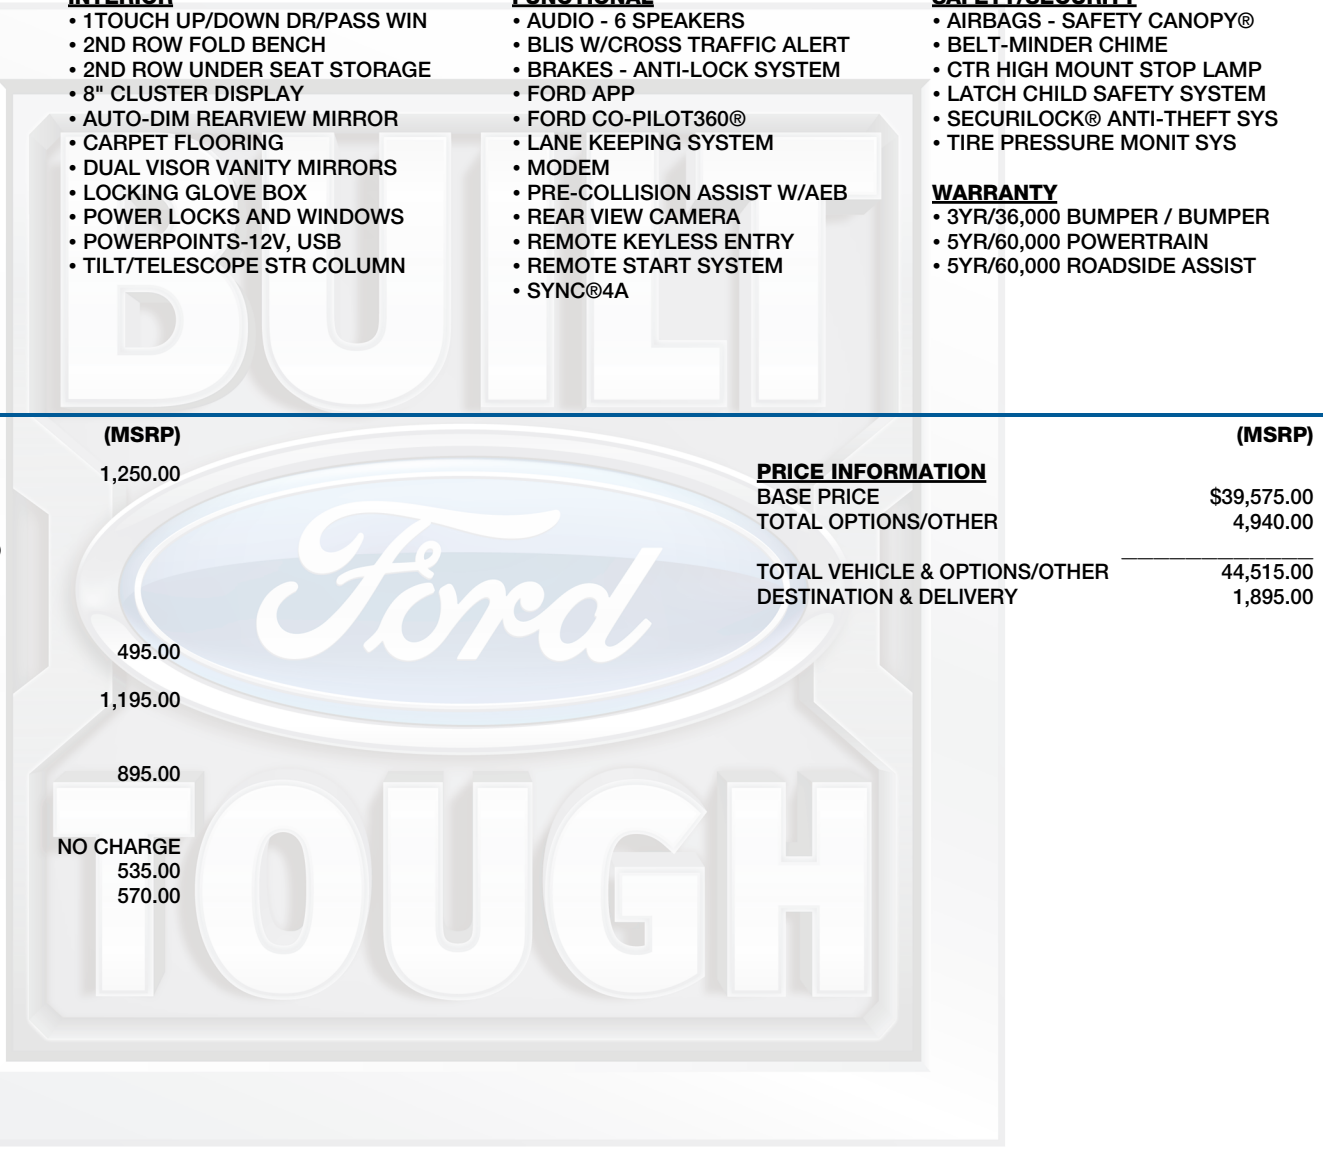 INTERIOR
• 1TOUCH UP/DOWN DR/PASS WIN
• 2ND ROW FOLD BENCH
• 2ND ROW UNDER SEAT STORAGE
• 8" CLUSTER DISPLAY
• AUTO-DIM REARVIEW MIRROR
• CARPET FLOORING
• DUAL VISOR VANITY MIRRORS
• LOCKING GLOVE BOX
• POWER LOCKS AND WINDOWS
• POWERPOINTS-12V, USB
• TILT/TELESCOPE STR COLUMN
FUNCTIONAL
• AUDIO - 6 SPEAKERS
• BLIS W/CROSS TRAFFIC ALERT
• BRAKES - ANTI-LOCK SYSTEM
• FORD APP
• FORD CO-PILOT360®
• LANE KEEPING SYSTEM
• MODEM
• PRE-COLLISION ASSIST W/AEB
• REAR VIEW CAMERA
• REMOTE KEYLESS ENTRY
• REMOTE START SYSTEM
• SYNC®4A
SAFETY/SECURITY
• AIRBAGS - SAFETY CANOPY®
• BELT-MINDER CHIME
• CTR HIGH MOUNT STOP LAMP
• LATCH CHILD SAFETY SYSTEM
• SECURILOCK® ANTI-THEFT SYS
• TIRE PRESSURE MONIT SYS
WARRANTY
• 3YR/36,000 BUMPER / BUMPER
• 5YR/60,000 POWERTRAIN
• 5YR/60,000 ROADSIDE ASSIST
(MSRP)
1,250.00
495.00
1,195.00
895.00
NO CHARGE
535.00
570.00
(MSRP)
PRICE INFORMATION
BASE PRICE $39,575.00
TOTAL OPTIONS/OTHER 4,940.00
TOTAL VEHICLE & OPTIONS/OTHER 44,515.00
DESTINATION & DELIVERY 1,895.00
BUILT
Ford
TOUGH